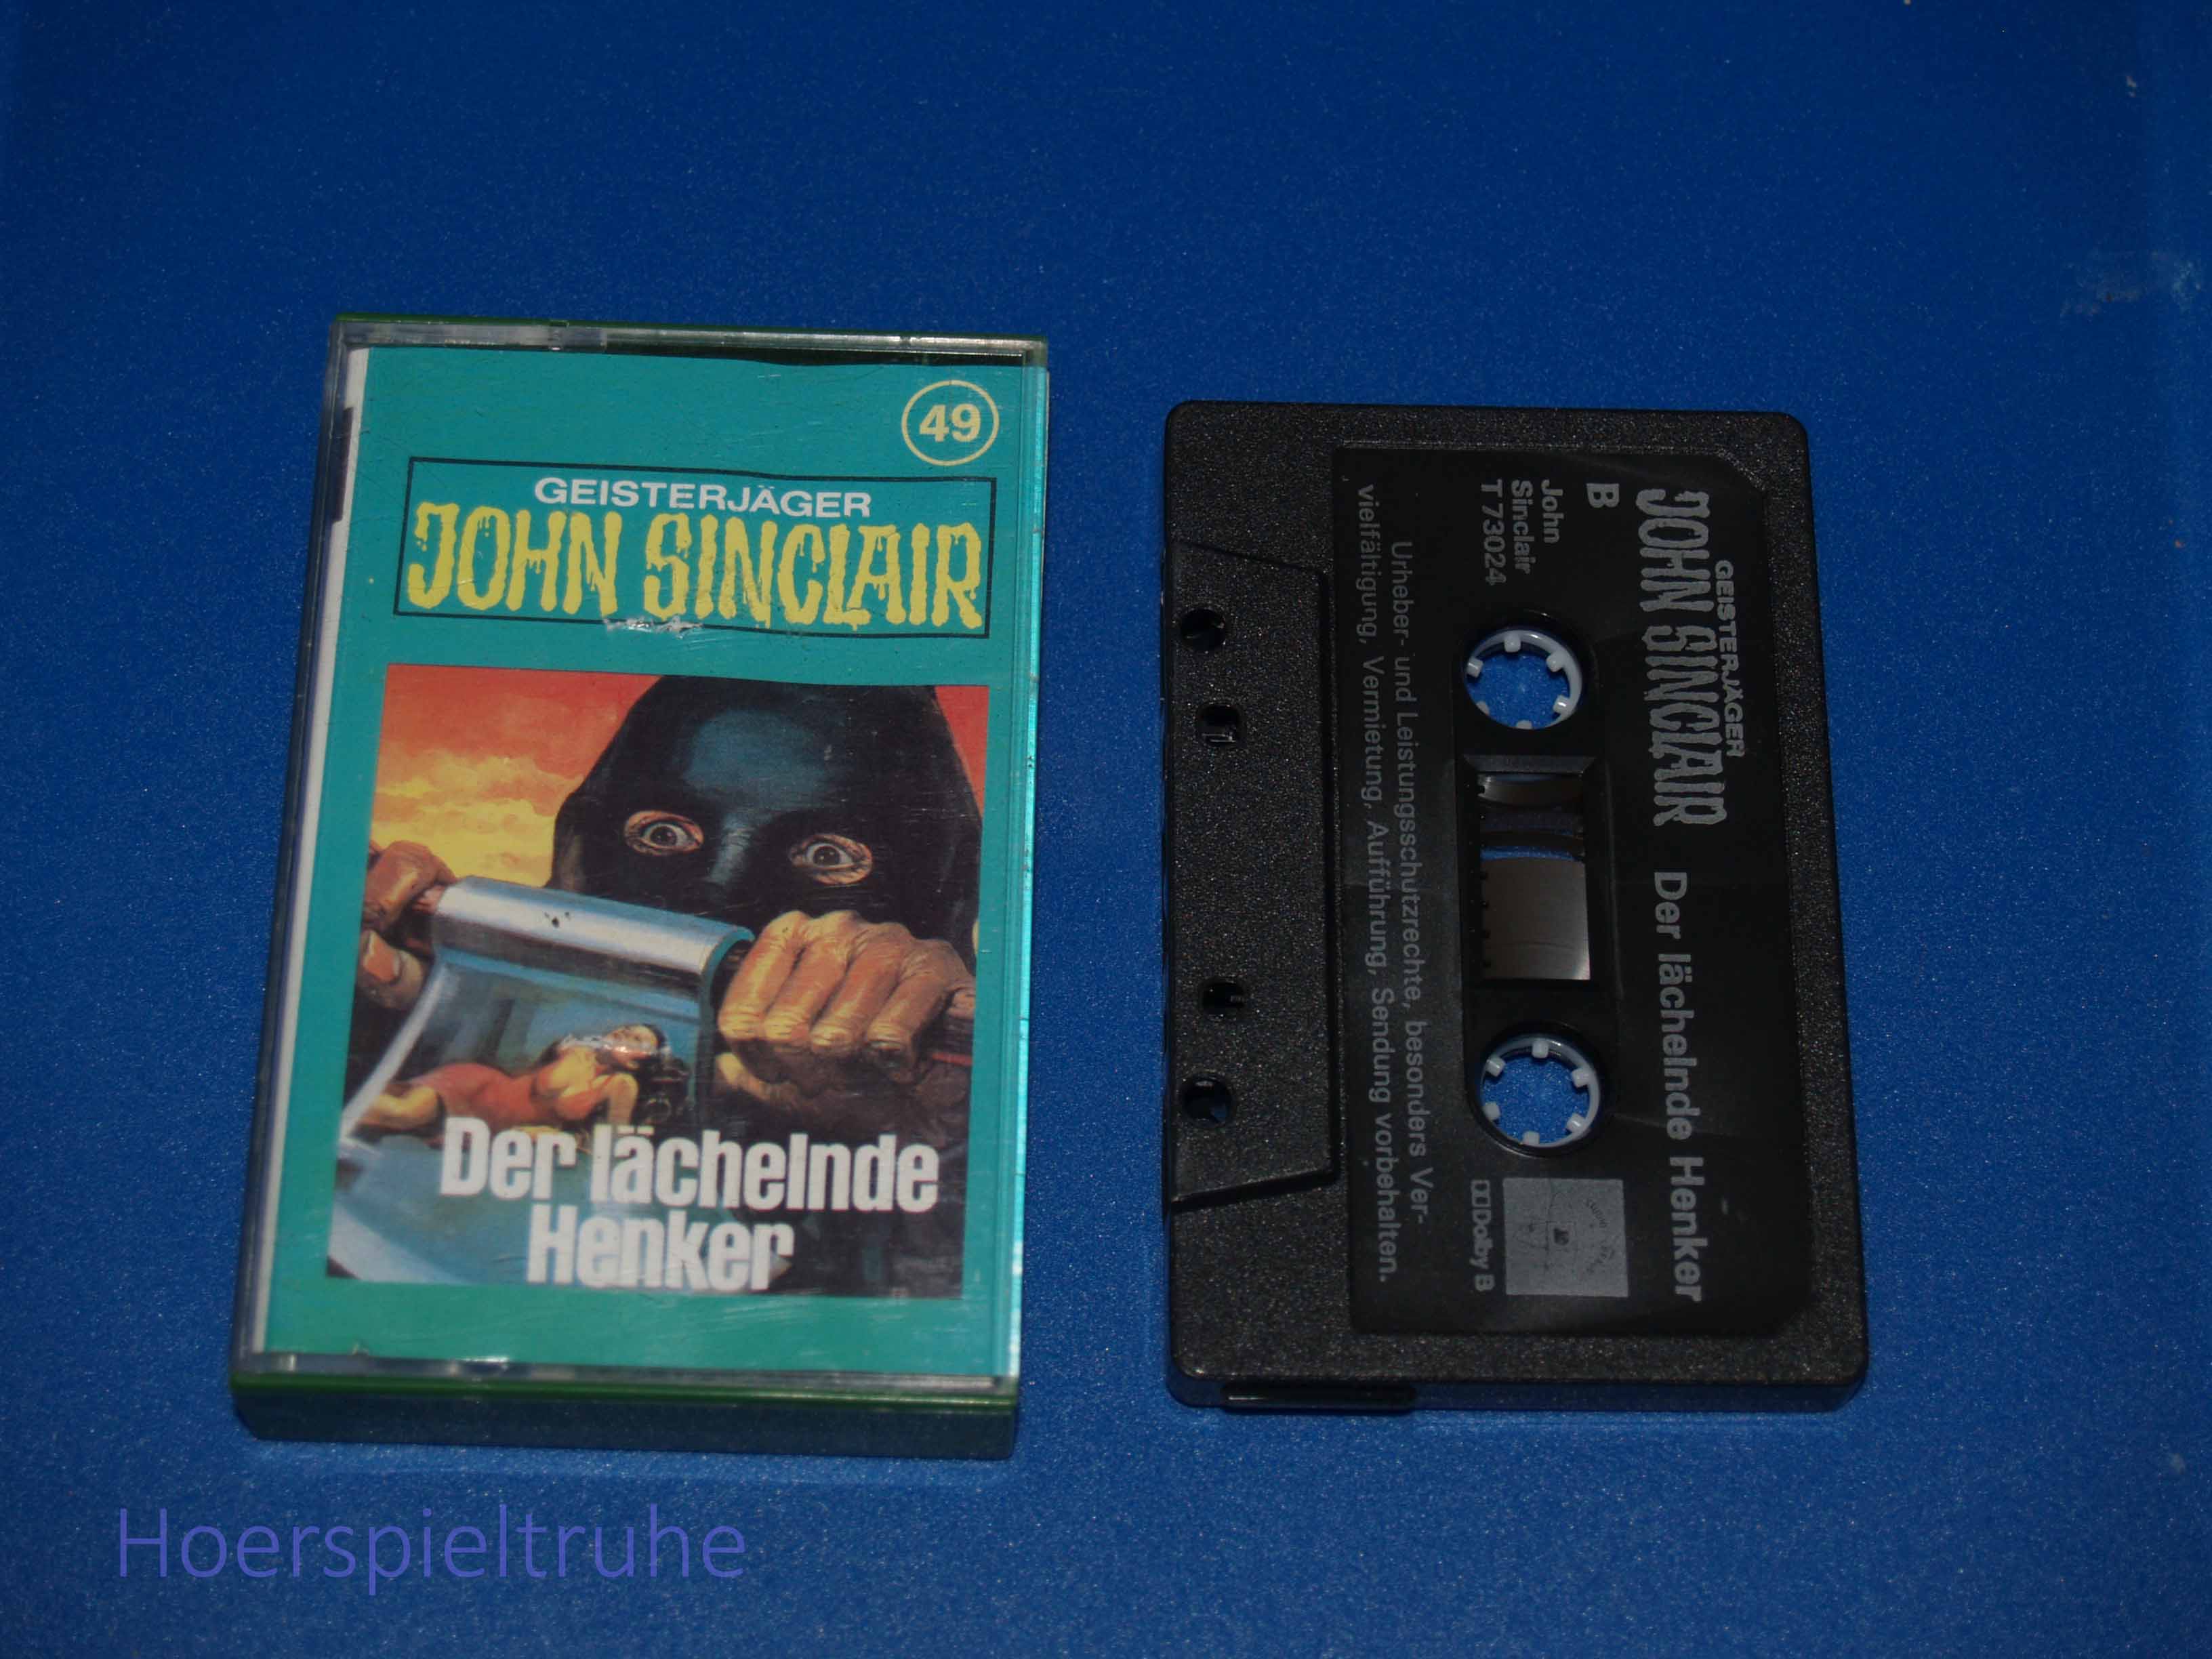 49
GEISTERJÄGER
JOHN SINCLAIR
Der lächelnde
Henker
GEISTERJÄGER
JOHN SINCLAIR Der lächelnde Henker
B
John
Sinclair
T 73024
Dolby B
Urheber- und Leistungsschutzrechte, besonders Ver-
vielfältigung, Vermietung, Aufführung, Sendung vorbehalten.
Hoerspieltruhe